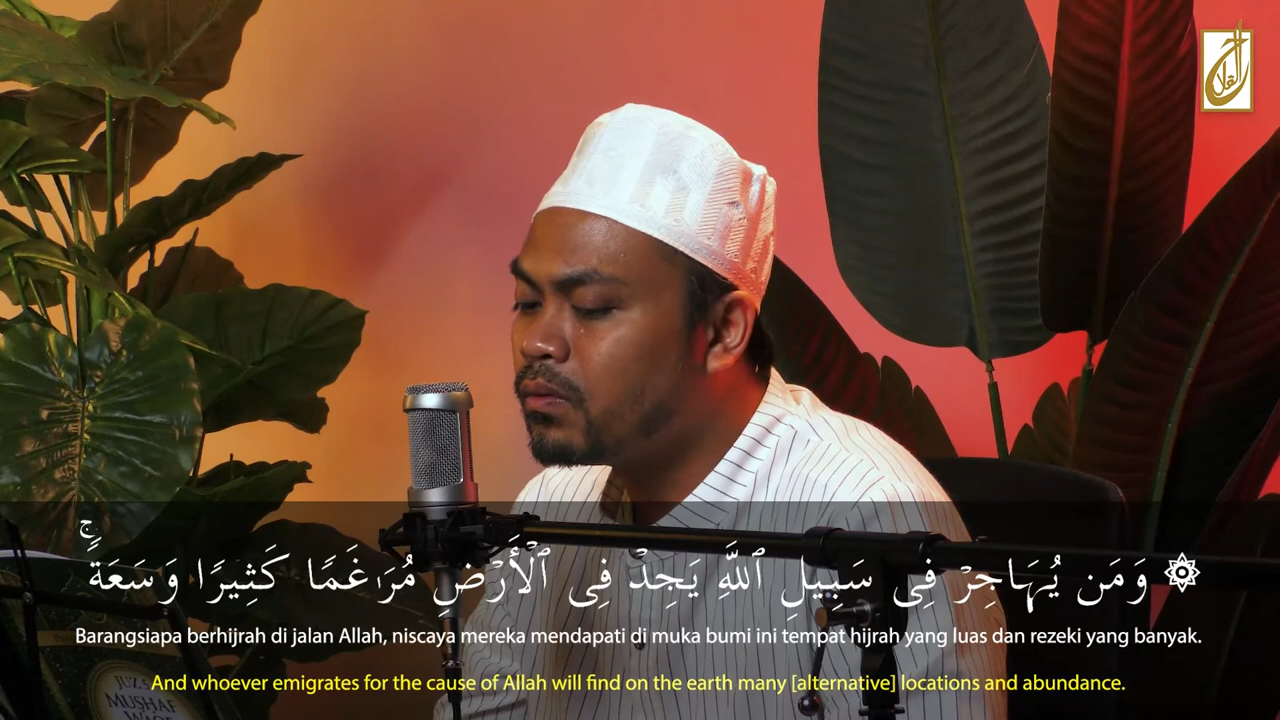 العلاج
۞ وَمَن يُهَاجِرْ فِى سَبِيلِ ٱللَّهِ يَجِدْ فِى ٱلْأَرْضِ مُرَٰغَمًا كَثِيرًا وَسَعَةً ۚ
Barangsiapa berhijrah di jalan Allah, niscaya mereka mendapati di muka bumi ini tempat hijrah yang luas dan rezeki yang banyak.
And whoever emigrates for the cause of Allah will find on the earth many [alternative] locations and abundance.
MUSHAF